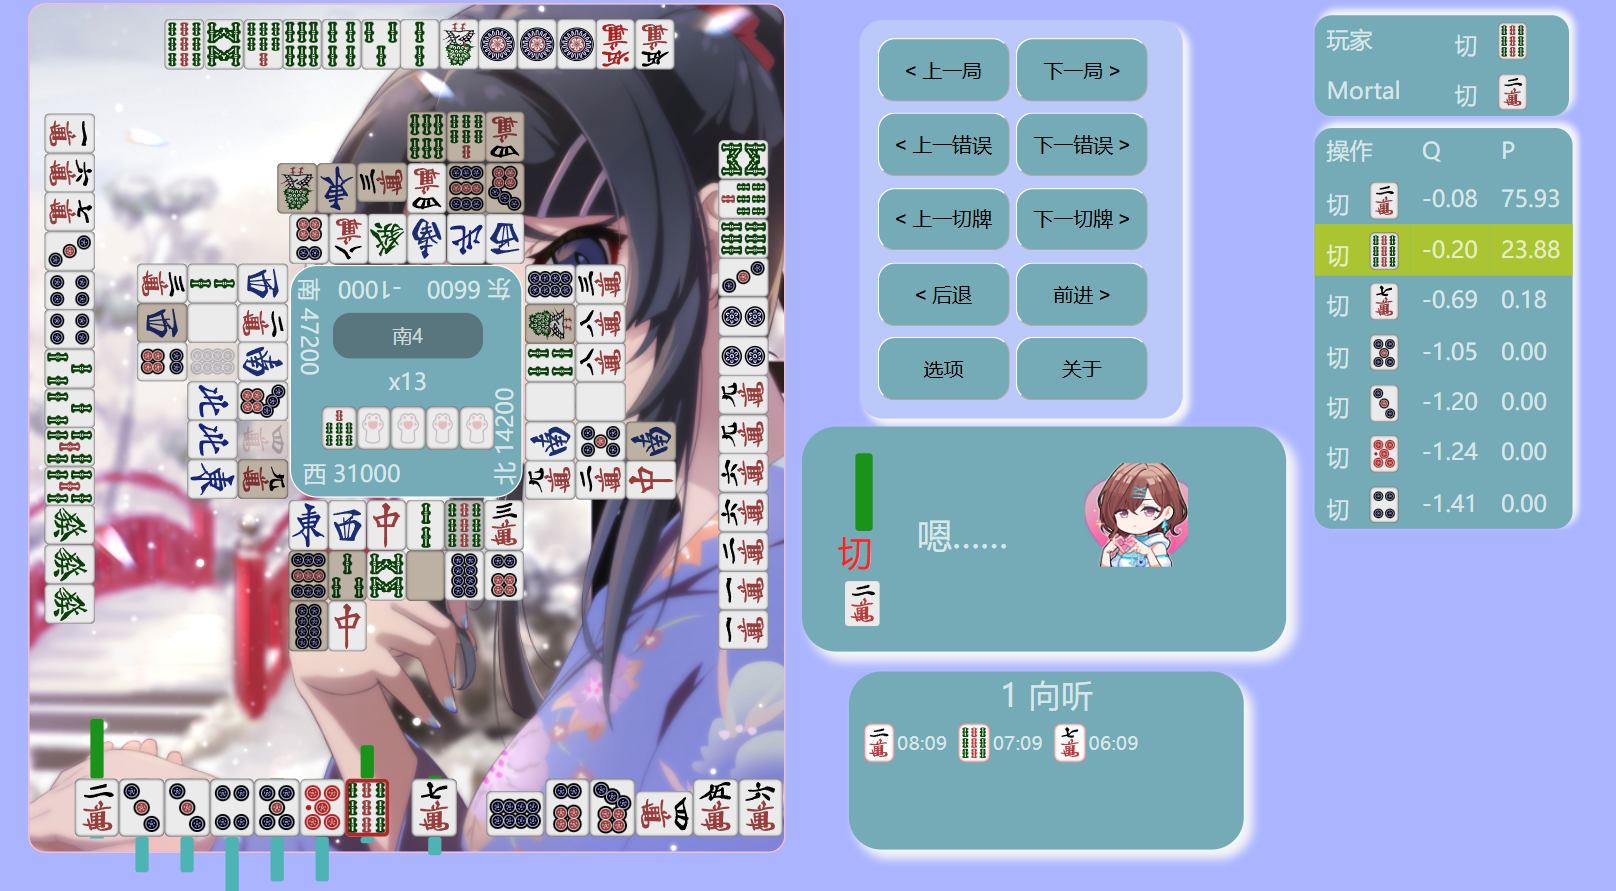 南 47200
-1000
0099 东
南4
x13
北 14200
西 31000
< 上一局
下一局 >
< 上一错误
下一错误 >
< 上一切牌
下一切牌 >
< 后退
前进 >
选项
关于
切
嗯......
1 向听
08:09
07:09
06:09
玩家 切
Mortal 切
操作 Q P
切 -0.08 75.93
切 -0.20 23.88
切 -0.69 0.18
切 -1.05 0.00
切 -1.20 0.00
切 -1.24 0.00
切 -1.41 0.00